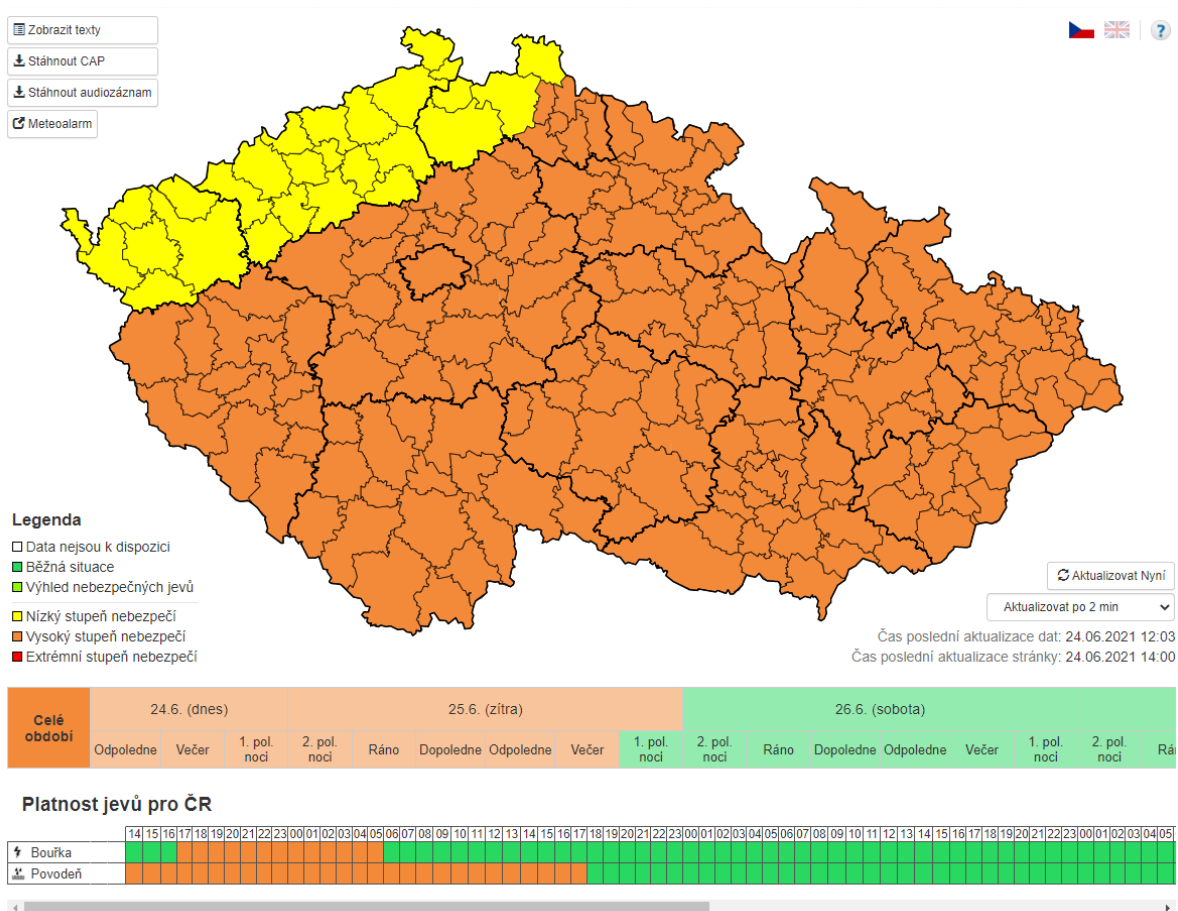 Zobrazit texty
Stáhnout CAP
Stáhnout audiozáznam
Meteoalarm
?
Legenda
Data nejsou k dispozici
Běžná situace
Výhled nebezpečných jevů
Nízký stupeň nebezpečí
Vysoký stupeň nebezpečí
Extrémní stupeň nebezpečí
Aktualizovat Nyní
Aktualizovat po 2 min
Čas poslední aktualizace dat: 24.06.2021 12:03
Čas poslední aktualizace stránky: 24.06.2021 14:00
Celé období
24.6. (dnes) 25.6. (zítra) 26.6. (sobota)
Odpoledne Večer 1. pol. noci 2. pol. noci Ráno Dopoledne Odpoledne Večer 1. pol. noci 2. pol. noci Ráno Dopoledne Odpoledne Večer 1. pol. noci 2. pol. noci Rá
Platnost jevů pro ČR
14 15 16 17 18 19 20 21 22 23 00 01 02 03 04 05 06 07 08 09 10 11 12 13 14 15 16 17 18 19 20 21 22 23 00 01 02 03 04 05 06 07 08 09 10 11 12 13 14 15 16 17 18 19 20 21 22 23 00 01 02 03 04 05
Bouřka
Povodeň